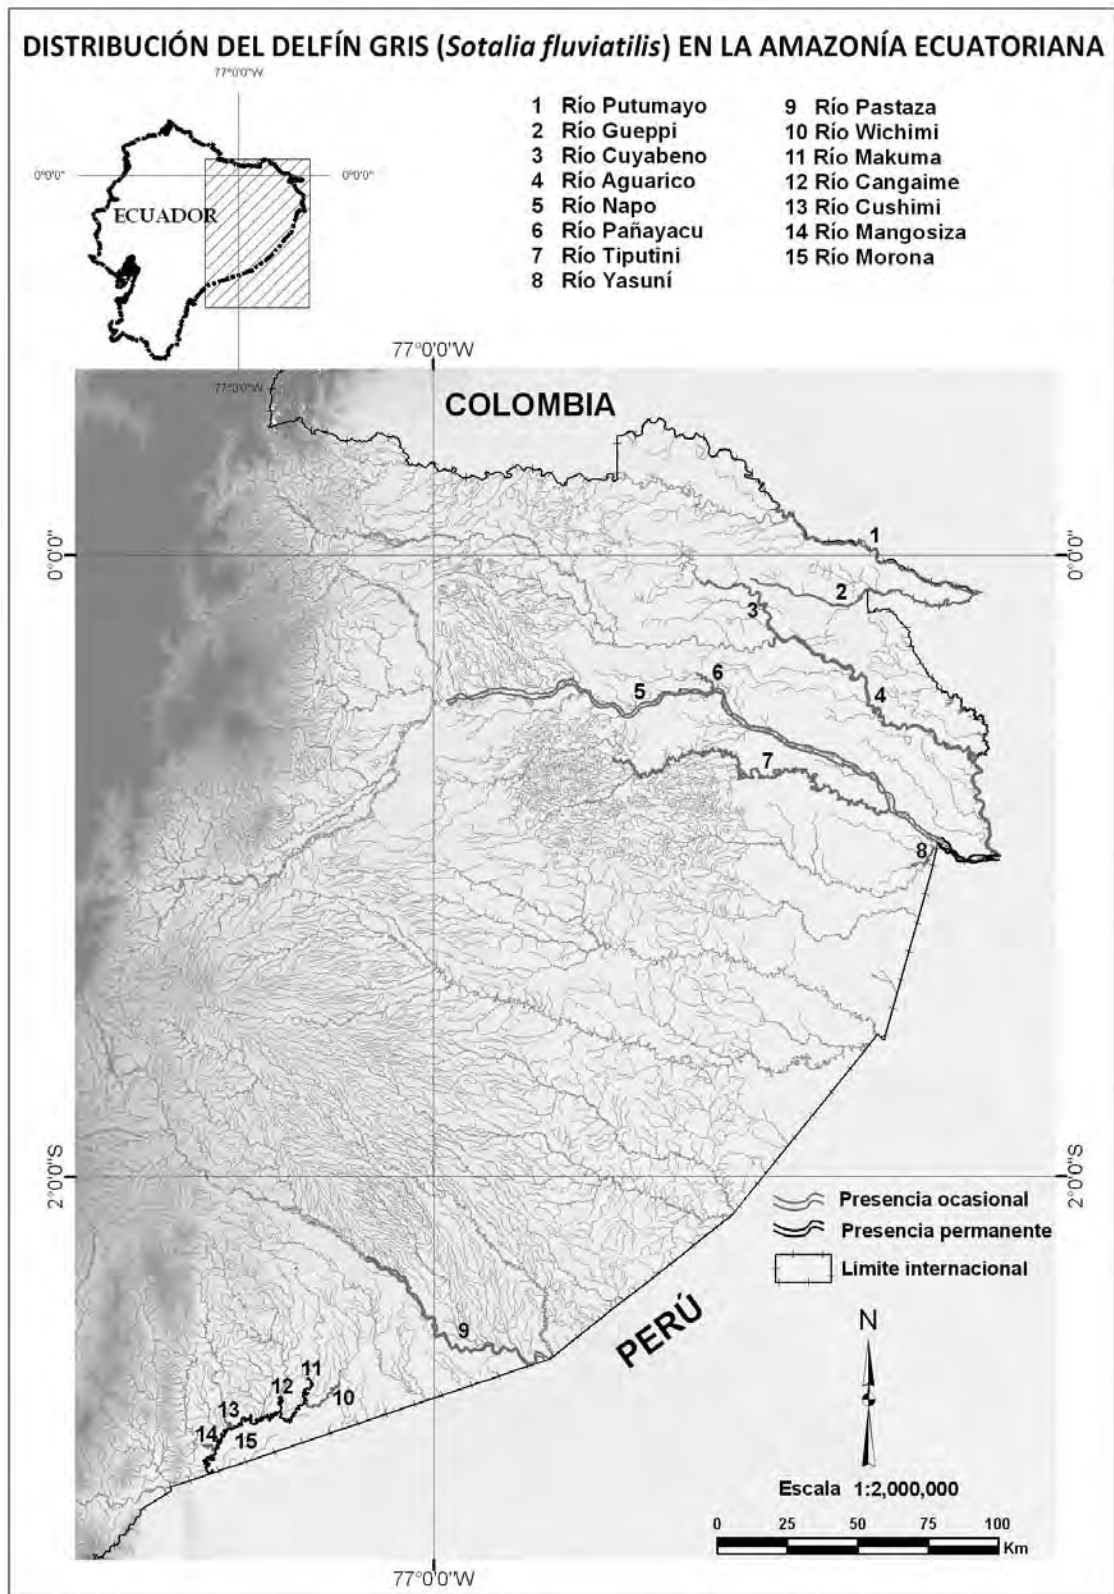 DISTRIBUCIÓN DEL DELFÍN GRIS (Sotalia fluviatilis) EN LA AMAZONÍA ECUATORIANA
77°0'0"W
0°0'0"
0°0'0"
ECUADOR
77°0'0"W
1 Río Putumayo
2 Río Gueppi
3 Río Cuyabeno
4 Río Aguarico
5 Río Napo
6 Río Pañayacu
7 Río Tiputini
8 Río Yasuní
9 Río Pastaza
10 Río Wichimi
11 Río Makuma
12 Río Cangaime
13 Río Cushimi
14 Río Mangosiza
15 Río Morona
77°0'0"W
COLOMBIA
0°0'0"
0°0'0"
1
2
3
4
5
6
7
8
2°0'0"S
2°0'0"S
Presencia ocasional
Presencia permanente
Limite internacional
PERÚ
N
9
10
11
12
13
14
15
Escala 1:2,000,000
0 25 50 75 100
Km
77°0'0"W